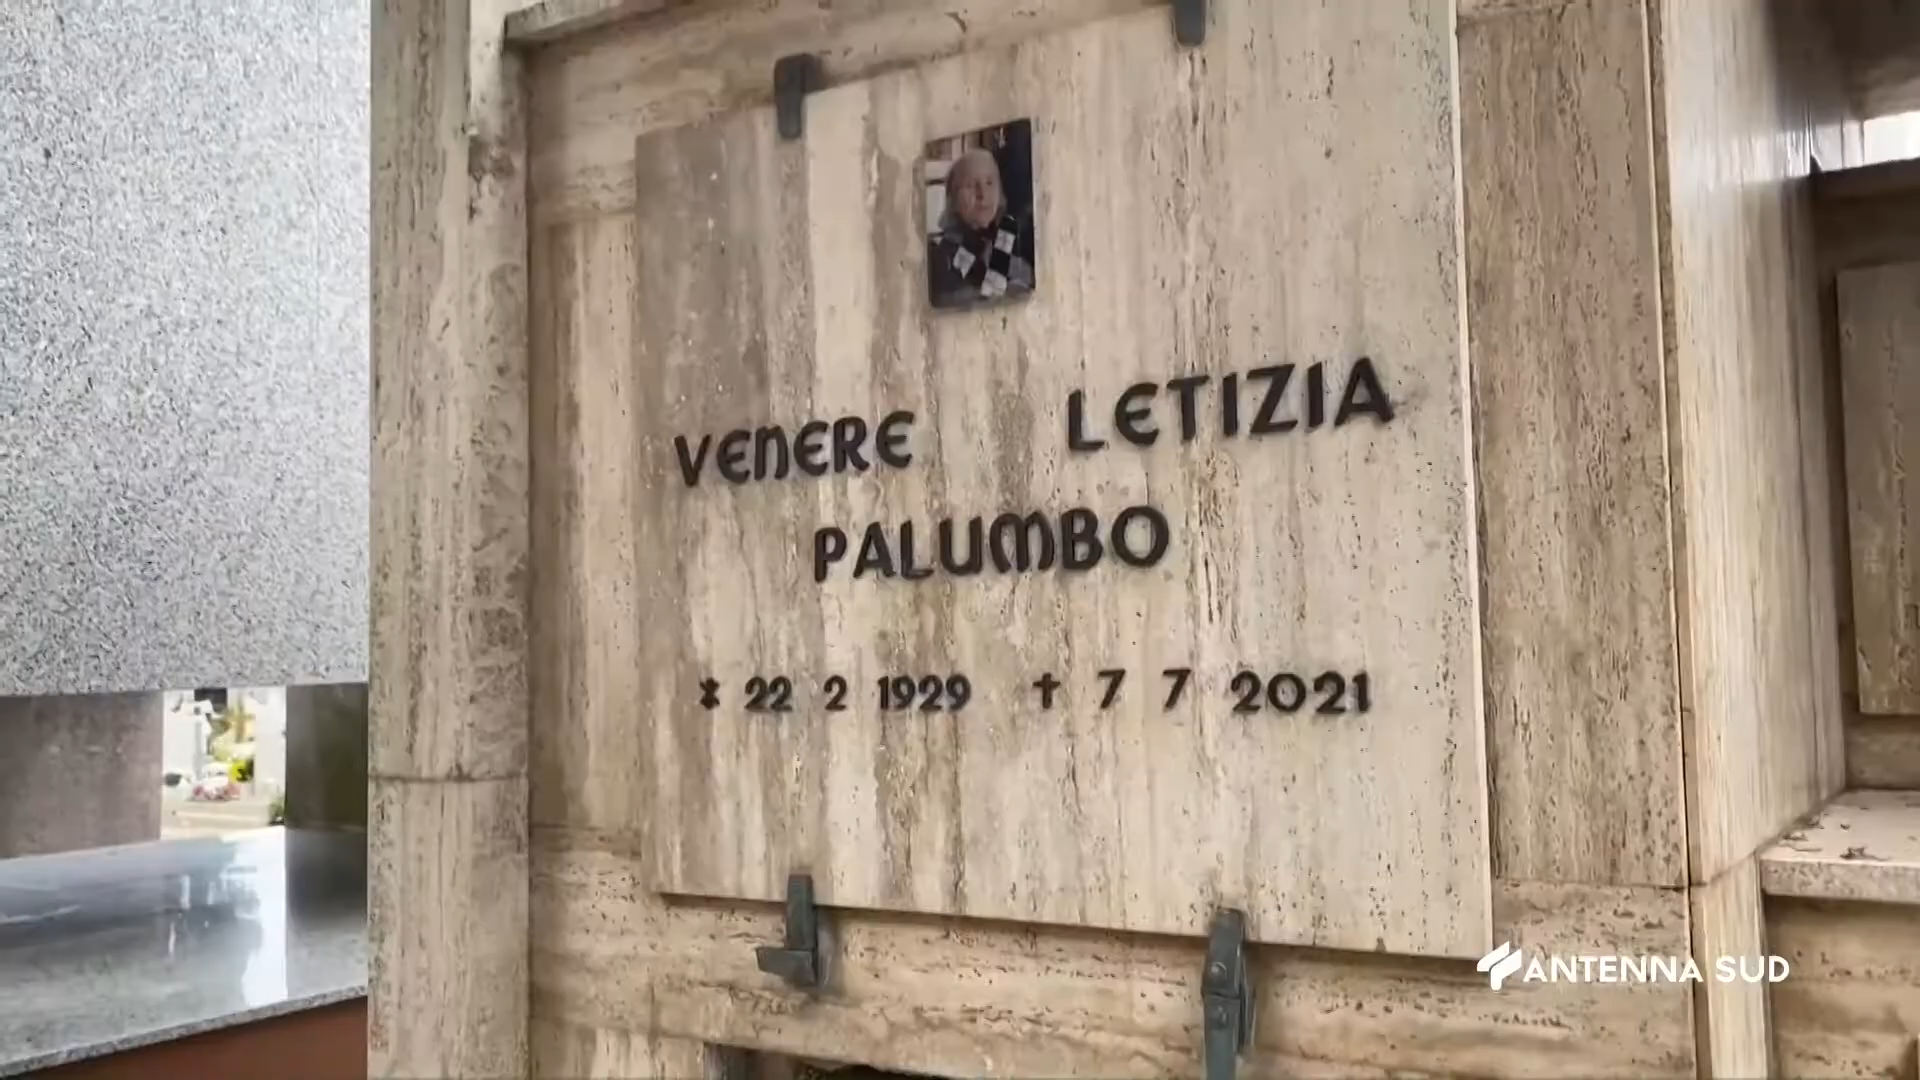 VENERE LETIZIA
PALUMBO
* 22 2 1929 † 7 7 2021
ANTENNA SUD